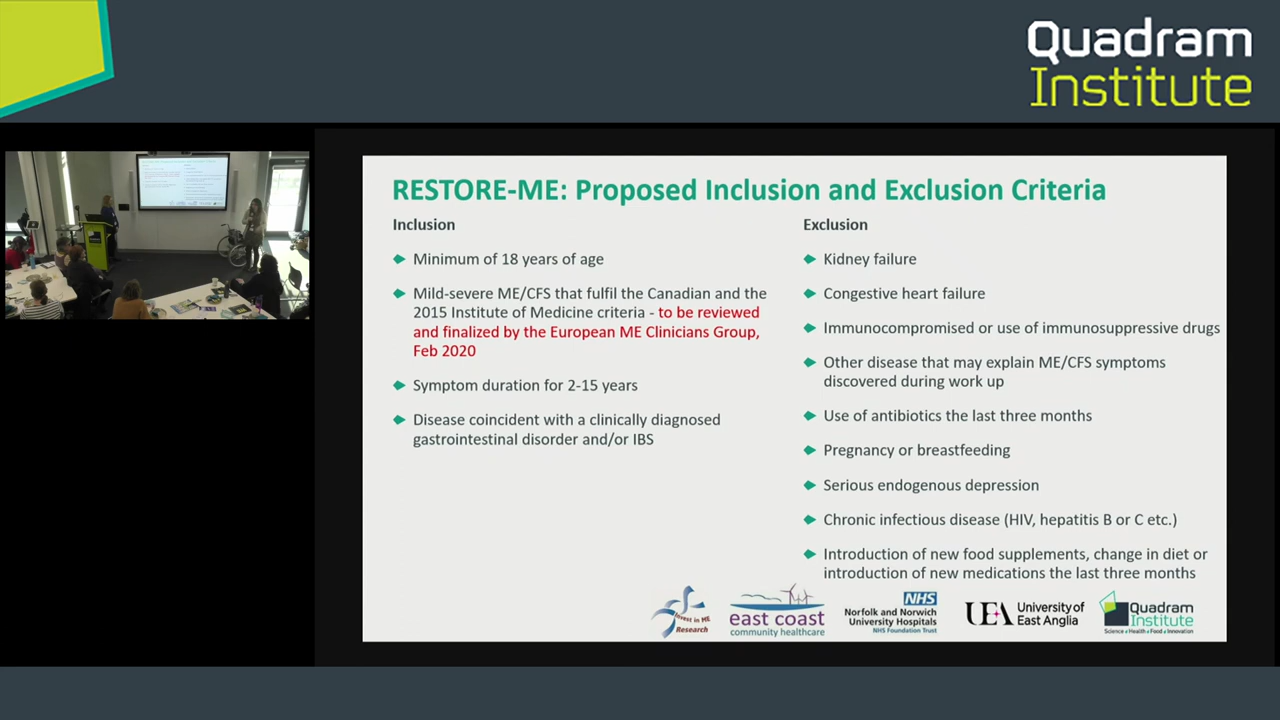 Quadram
Institute
RESTORE-ME: Proposed Inclusion and Exclusion Criteria
Inclusion
Minimum of 18 years of age
Mild-severe ME/CFS that fulfil the Canadian and the
2015 Institute of Medicine criteria - to be reviewed
and finalized by the European ME Clinicians Group,
Feb 2020
Symptom duration for 2-15 years
Disease coincident with a clinically diagnosed
gastrointestinal disorder and/or IBS
Exclusion
Kidney failure
Congestive heart failure
Immunocompromised or use of immunosuppressive drugs
Other disease that may explain ME/CFS symptoms
discovered during work up
Use of antibiotics the last three months
Pregnancy or breastfeeding
Serious endogenous depression
Chronic infectious disease (HIV, hepatitis B or C etc.)
Introduction of new food supplements, change in diet or
introduction of new medications the last three months
Invest in ME
Research
east coast
community healthcare
NHS
Norfolk and Norwich
University Hospitals
NHS Foundation Trust
UEA
University of
East Anglia
Quadram
Institute
Science • Health • Food • Innovation